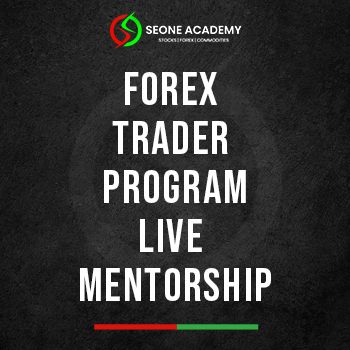 SEONE ACADEMY
STOCKS | FOREX | COMMODITIES
FOREX
TRADER
PROGRAM
LIVE
MENTORSHIP